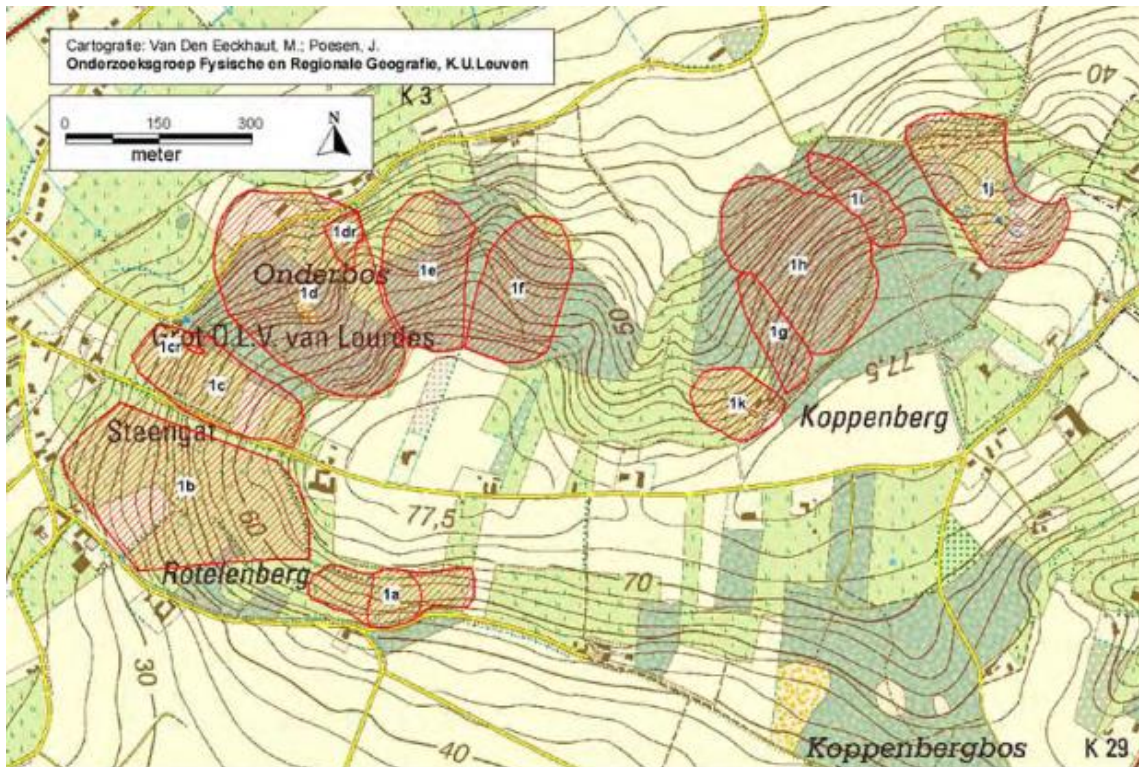 Cartografie: Van Den Eeckhaut, M.; Poesen, J.
Onderzoeksgroep Fysische en Regionale Geografie, K.U.Leuven
K 3
0 150 300
meter
N
40
1j
1i
1dr
1h
1e
Onderbos
1d
1f
50
1g
1cr
Grot O.L.V. van Lourdes
1c
77,5
1k
Koppenberg
Steengat
1b
60
77,5
Rotelenberg
1a
70
30
40
Koppenbergbos
K 29